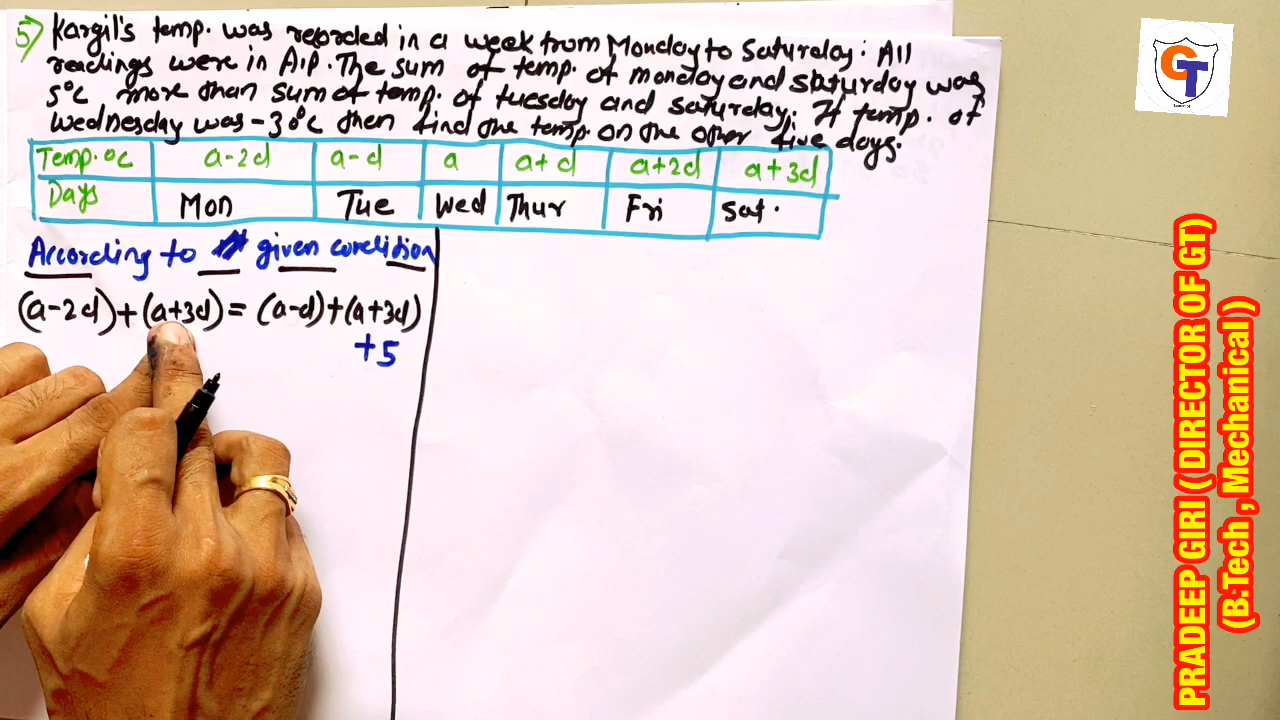 5) Kargil's temp. was recorded in a week from Monday to Saturday. All
readings were in A.P. The sum of temp. of monday and saturday was
5°C more than sum of temp. of tuesday and saturday. If temp. of
wednesday was -30°C then find the temp. on the other five days.
Temp. °C a-2d a-d a a+d a+2d a+3d
Days Mon Tue Wed Thur Fri Sat.
According to given condition
(a-2d)+(a+3d) = (a-d)+(a+3d)
+5
GT
PRADEEP GIRI (( DIRECTOR OF GT)
(B.Tech , Mechanical )